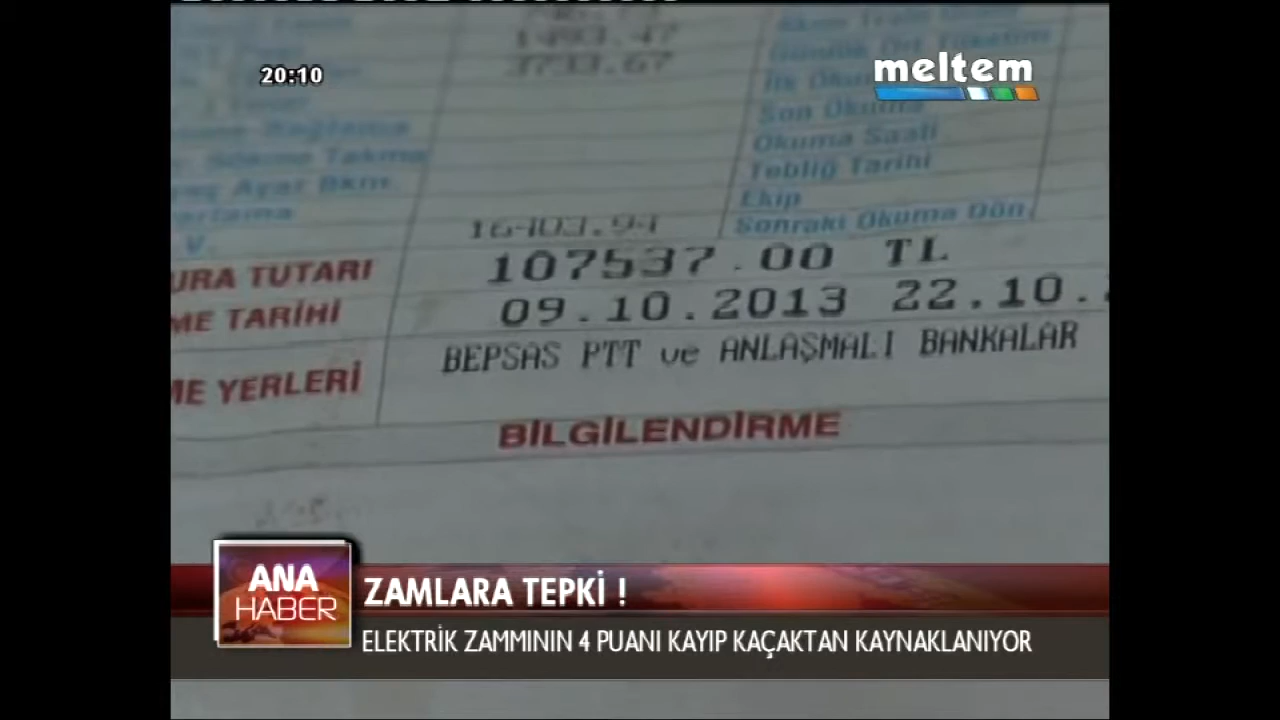 1493.47
3733.67
20:10
meltem
Son Okuma
Okuma Saati
Tebliğ Tarihi
Ekip
Sonraki Okuma Dön.
16403.94
URA TUTARI 107537.00 TL
ME TARİHİ 09.10.2013 22.10.
ME YERLERİ BEPSAS PTT ve ANLAŞMALI BANKALAR
BİLGİLENDİRME
ANA HABER
ZAMLARA TEPKİ !
ELEKTRİK ZAMMININ 4 PUANI KAYIP KAÇAKTAN KAYNAKLANIYOR